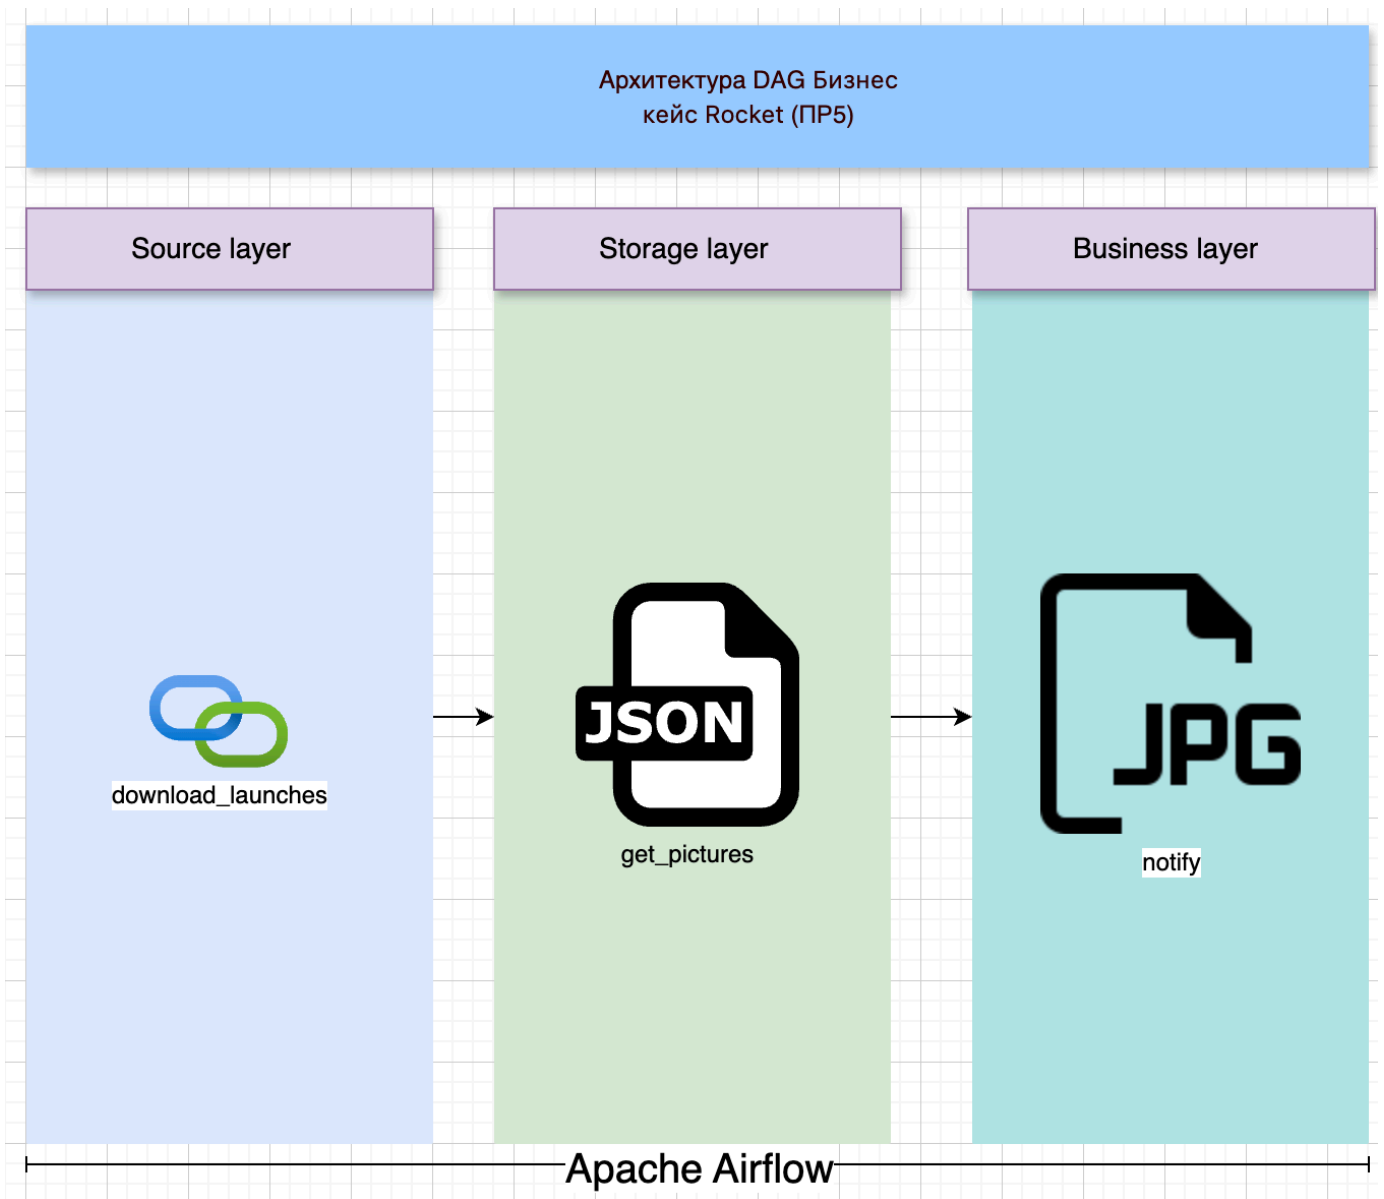 Архитектура DAG Бизнес
кейс Rocket (ПР5)
Source layer
Storage layer
Business layer
download_launches
JSON
get_pictures
JPG
notify
Apache Airflow